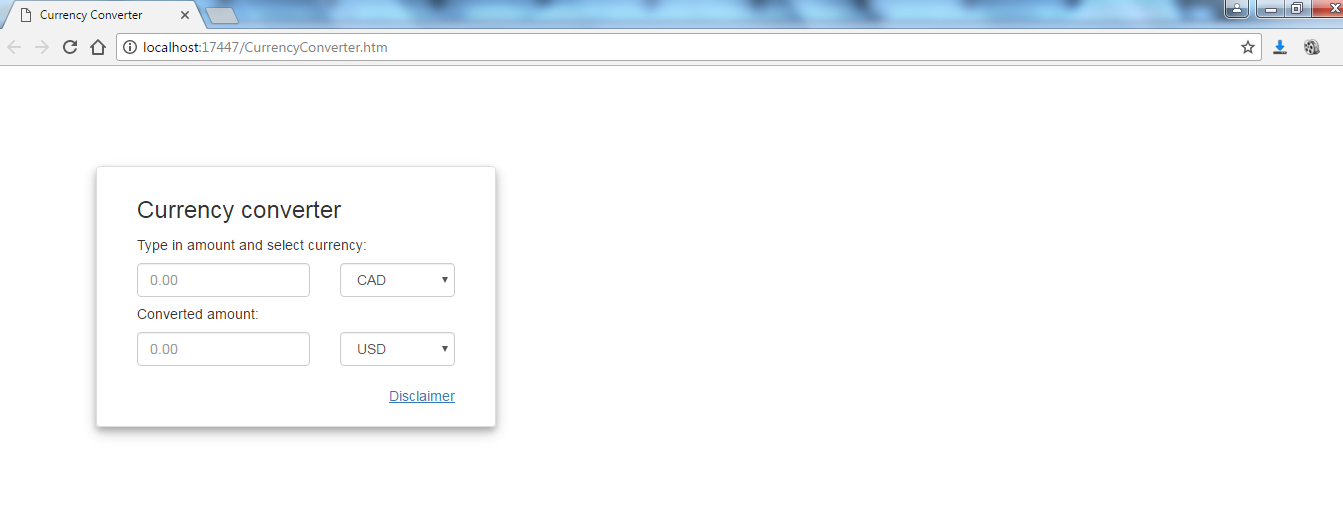 Currency Converter
localhost:17447/CurrencyConverter.htm
Currency converter
Type in amount and select currency:
0.00 CAD
Converted amount:
0.00 USD
Disclaimer